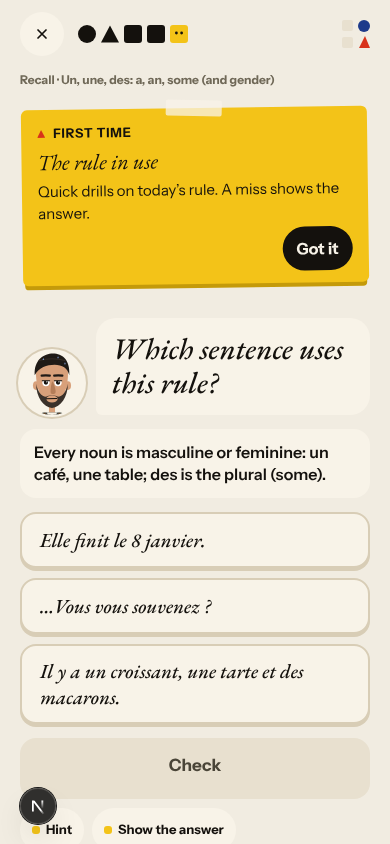 Recall · Un, une, des: a, an, some (and gender)
▲ FIRST TIME
The rule in use
Quick drills on today's rule. A miss shows the
answer.
Got it
Which sentence uses
this rule?
Every noun is masculine or feminine: un
café, une table; des is the plural (some).
Elle finit le 8 janvier.
...Vous vous souvenez ?
Il y a un croissant, une tarte et des
macarons.
Check
N
Hint
Show the answer